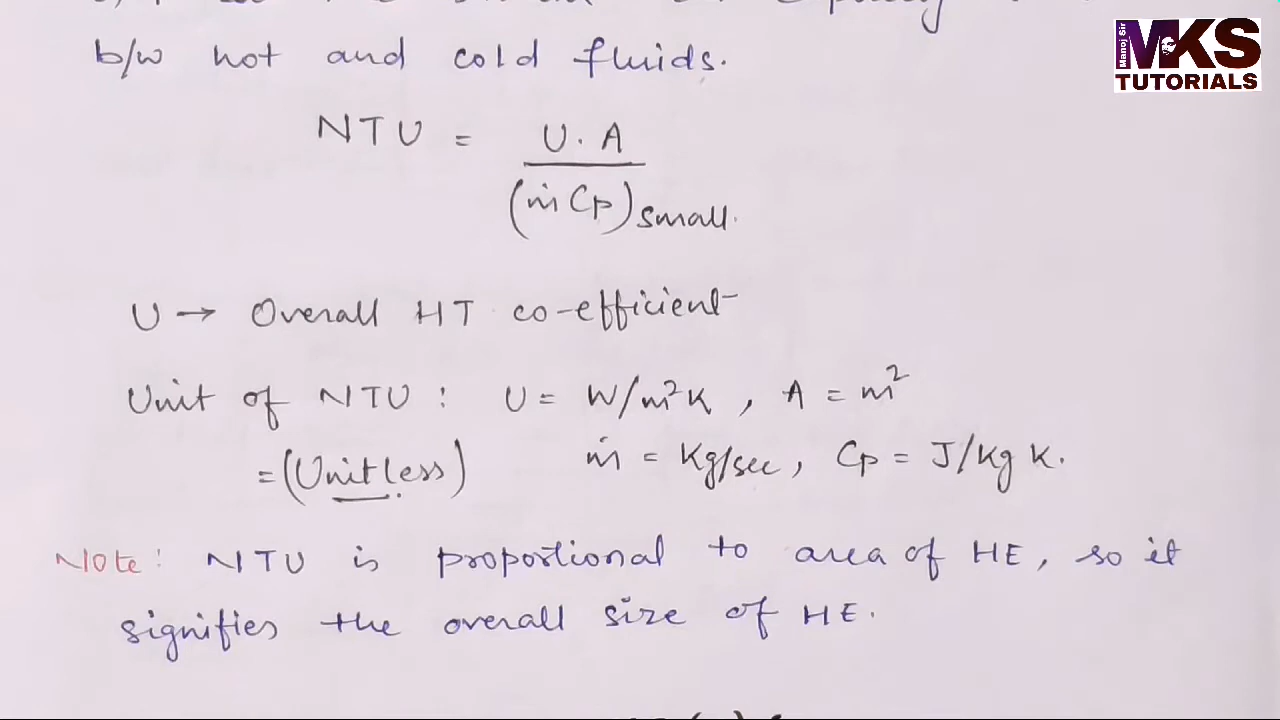 b/w hot and cold fluids.
Manoj Sir
MKS
TUTORIALS
NTU = U . A
(ṁ Cp) small.
U → Overall HT co-efficient
Unit of NTU : U = W/m²K , A = m²
= (Unitless) ṁ = Kg/sec, Cp = J/Kg K.
Note: NTU is proportional to area of HE, so it
signifies the overall size of HE.